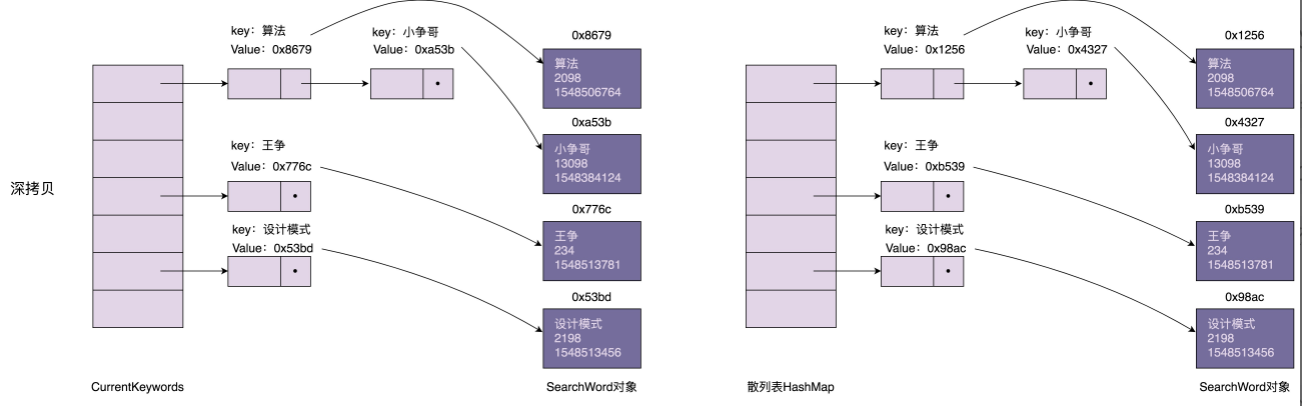 深拷贝
key：算法
Value：0x8679
key：小争哥
Value：0xa53b
0x8679
算法
2098
1548506764
0xa53b
小争哥
13098
1548384124
key：王争
Value：0x776c
0x776c
王争
234
1548513781
key：设计模式
Value：0x53bd
0x53bd
设计模式
2198
1548513456
CurrentKeywords
SearchWord对象
key：算法
Value：0x1256
key：小争哥
Value：0x4327
0x1256
算法
2098
1548506764
0x4327
小争哥
13098
1548384124
key：王争
Value：0xb539
0xb539
王争
234
1548513781
key：设计模式
Value：0x98ac
0x98ac
设计模式
2198
1548513456
散列表HashMap
SearchWord对象